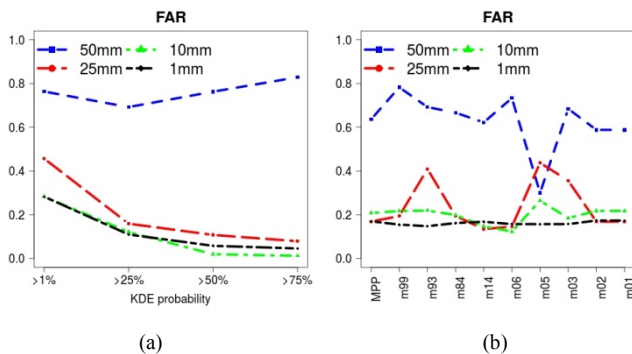 FAR
1.0
0.8
0.6
0.4
0.2
0.0
50mm
10mm
25mm
1mm
>1%
>25%
>50%
>75%
KDE probability
(a)
FAR
1.0
0.8
0.6
0.4
0.2
0.0
50mm
10mm
25mm
1mm
MPP
m99
m93
m84
m14
m06
m05
m03
m02
m01
(b)